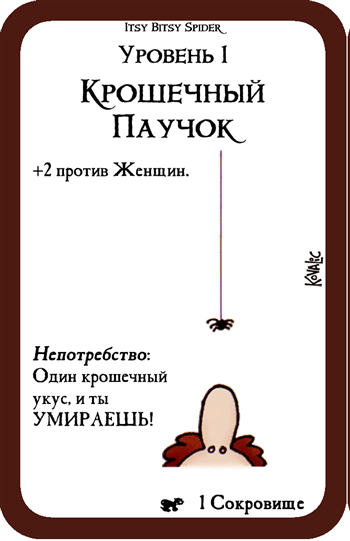 Itsy Bitsy Spider
Уровень 1
Крошечный
Паучок
+2 против Женщин.
Kovalic
Непотребство:
Один крошечный
укус, и ты
УМИРАЕШЬ!
1 Сокровище